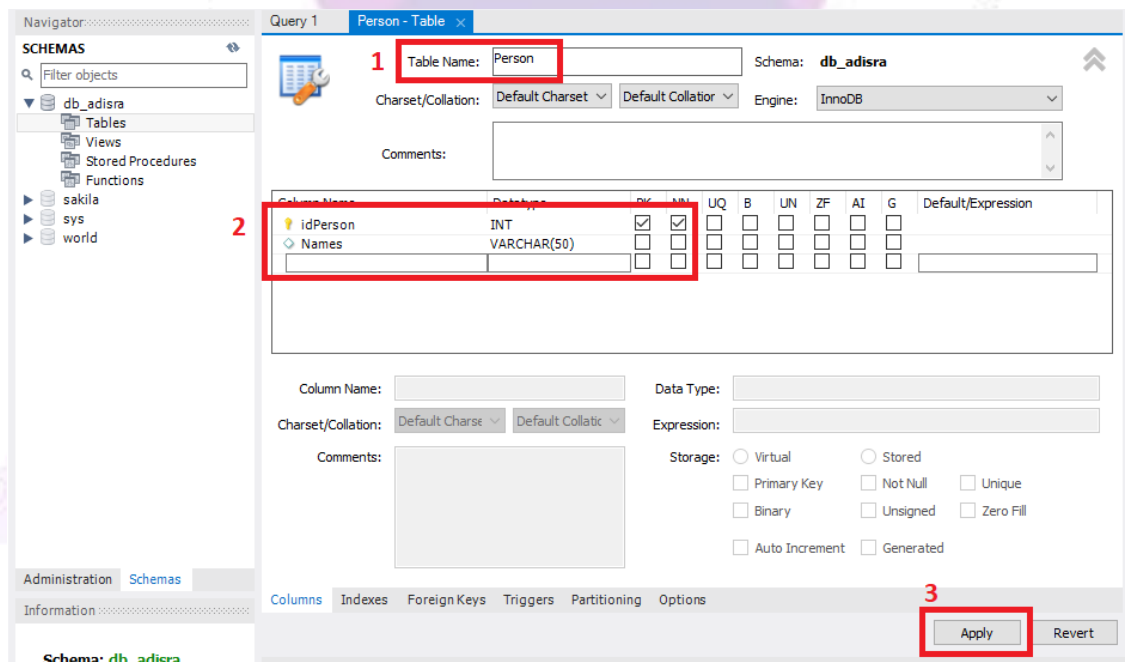 Navigator
Query 1
Person - Table
SCHEMAS
Filter objects
db_adisra
Tables
Views
Stored Procedures
Functions
sakila
sys
world
1
Table Name: Person
Schema: db_adisra
Charset/Collation: Default Charset Default Collation
Engine: InnoDB
Comments:
2
Column Name Datatype PK NN UQ B UN ZF AI G Default/Expression
idPerson INT
Names VARCHAR(50)
Column Name: Data Type:
Charset/Collation: Default Charse Default Collatic Expression:
Comments: Storage: Virtual Stored
Primary Key Not Null Unique
Binary Unsigned Zero Fill
Auto Increment Generated
Administration Schemas
Columns Indexes Foreign Keys Triggers Partitioning Options
Information
3
Apply Revert
Schema: db_adisra